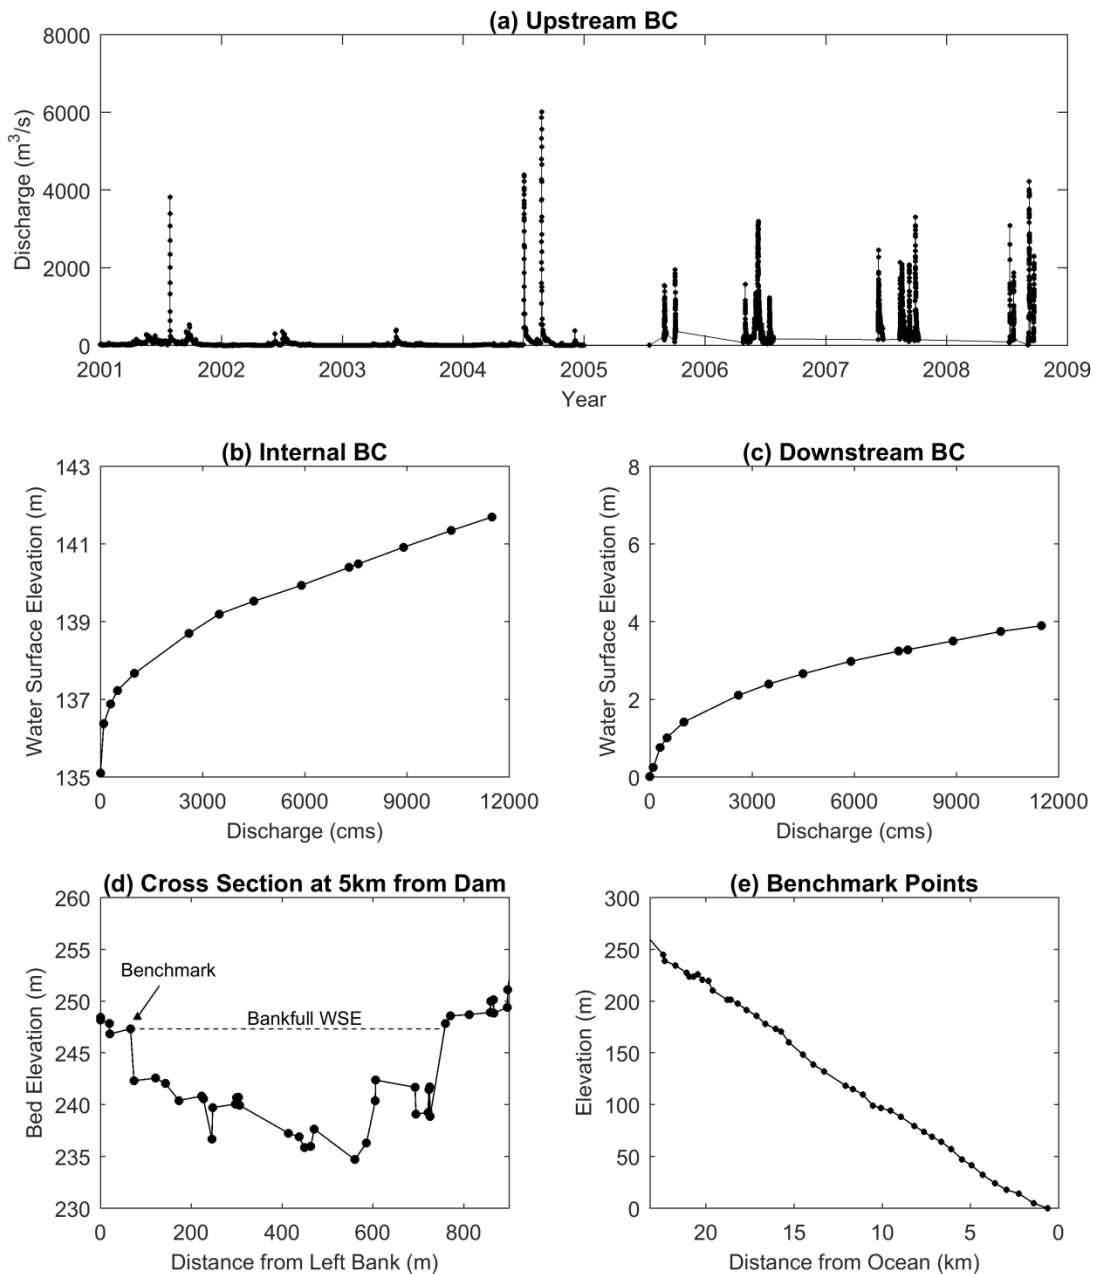 (a) Upstream BC
8000
6000
4000
2000
0
Discharge (m³/s)
2001 2002 2003 2004 2005 2006 2007 2008 2009
Year
(b) Internal BC
143
141
139
137
135
Water Surface Elevation (m)
0 3000 6000 9000 12000
Discharge (cms)
(c) Downstream BC
8
6
4
2
0
Water Surface Elevation (m)
0 3000 6000 9000 12000
Discharge (cms)
(d) Cross Section at 5km from Dam
260
255
250
245
240
235
230
Bed Elevation (m)
Benchmark
Bankfull WSE
0 200 400 600 800
Distance from Left Bank (m)
(e) Benchmark Points
300
250
200
150
100
50
0
Elevation (m)
20 15 10 5 0
Distance from Ocean (km)